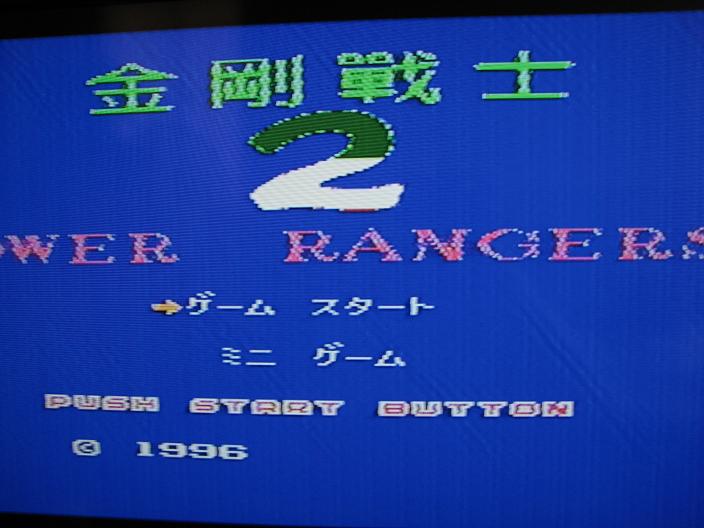 金剛戰士
2
OWER RANGERS
ゲーム スタート
ミニ ゲーム
PUSH START BUTTON
© 1996